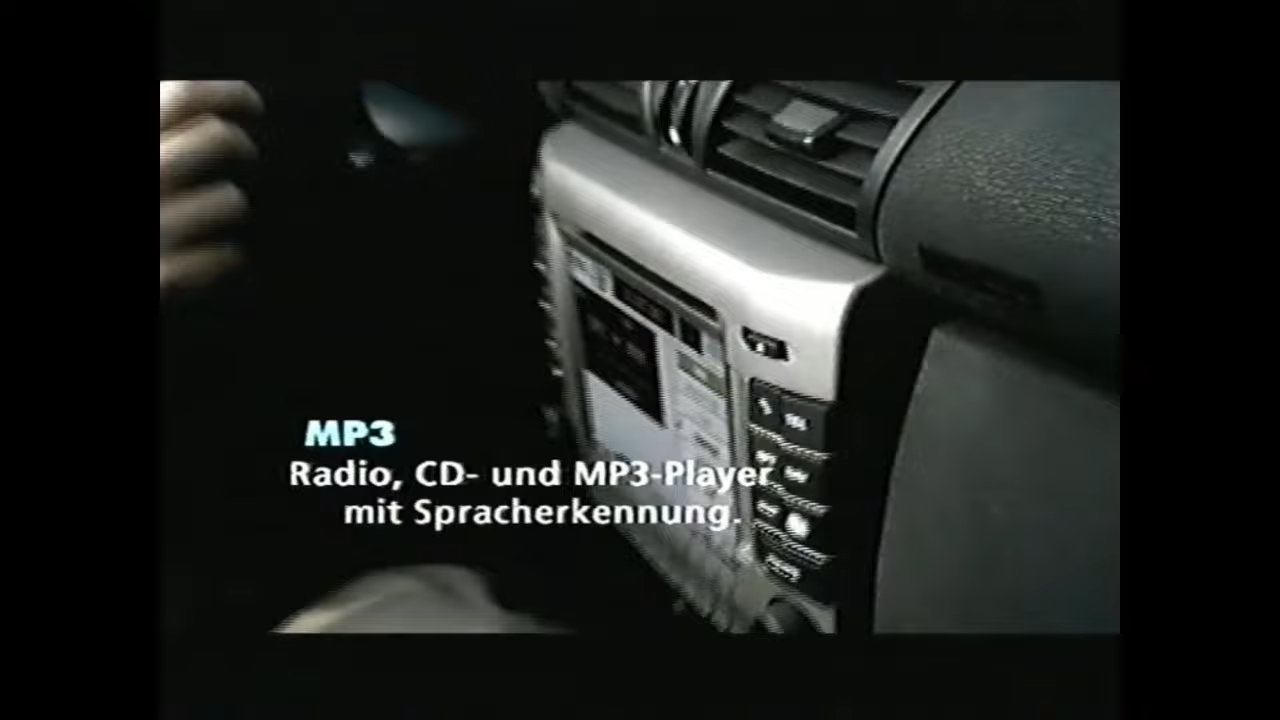 MP3
Radio, CD- und MP3-Player
mit Spracherkennung.